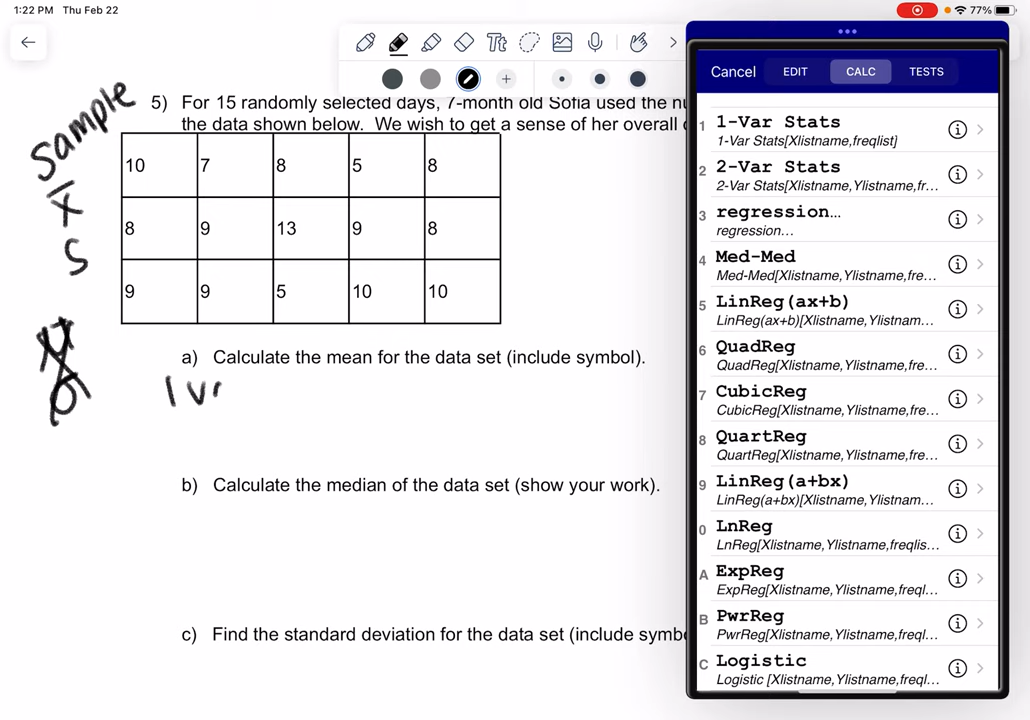 1:22 PM Thu Feb 22
77%
Tt
Sample
x̄
S
5) For 15 randomly selected days, 7-month old Sofia used the nu
the data shown below. We wish to get a sense of her overall
10 7 8 5 8
8 9 13 9 8
9 9 5 10 10
a) Calculate the mean for the data set (include symbol).
1 va
b) Calculate the median of the data set (show your work).
c) Find the standard deviation for the data set (include symbo
Cancel EDIT CALC TESTS
1 1-Var Stats
1-Var Stats[Xlistname,freqlist]
2 2-Var Stats
2-Var Stats[Xlistname,Ylistname,fr...
3 regression…
regression…
4 Med-Med
Med-Med[Xlistname,Ylistname,fre...
5 LinReg(ax+b)
LinReg(ax+b)[Xlistname,Ylistnam...
6 QuadReg
QuadReg[Xlistname,Ylistname,fre...
7 CubicReg
CubicReg[Xlistname,Ylistname,fre...
8 QuartReg
QuartReg[Xlistname,Ylistname,fre...
9 LinReg(a+bx)
LinReg(a+bx)[Xlistname,Ylistnam...
0 LnReg
LnReg[Xlistname,Ylistname,freqlis...
A ExpReg
ExpReg[Xlistname,Ylistname,freql...
B PwrReg
PwrReg[Xlistname,Ylistname,freql...
C Logistic
Logistic [Xlistname,Ylistname,freql...